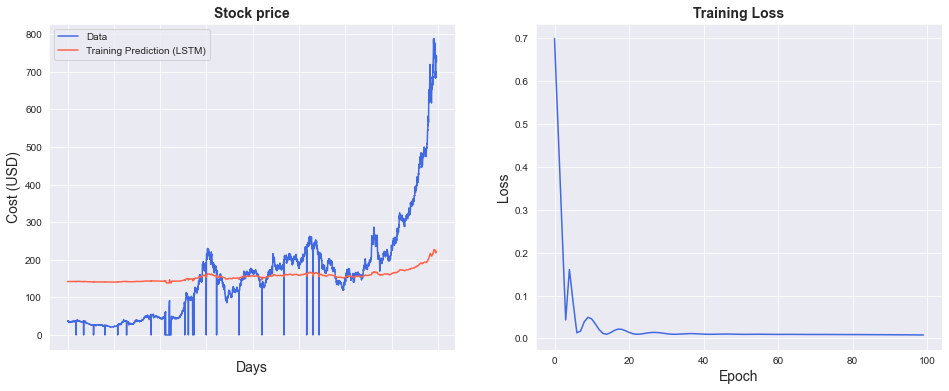 Stock price
Data
Training Prediction (LSTM)
800
700
600
500
400
300
200
100
0
Cost (USD)
Days
Training Loss
0.7
0.6
0.5
0.4
0.3
0.2
0.1
0.0
Loss
0 20 40 60 80 100
Epoch